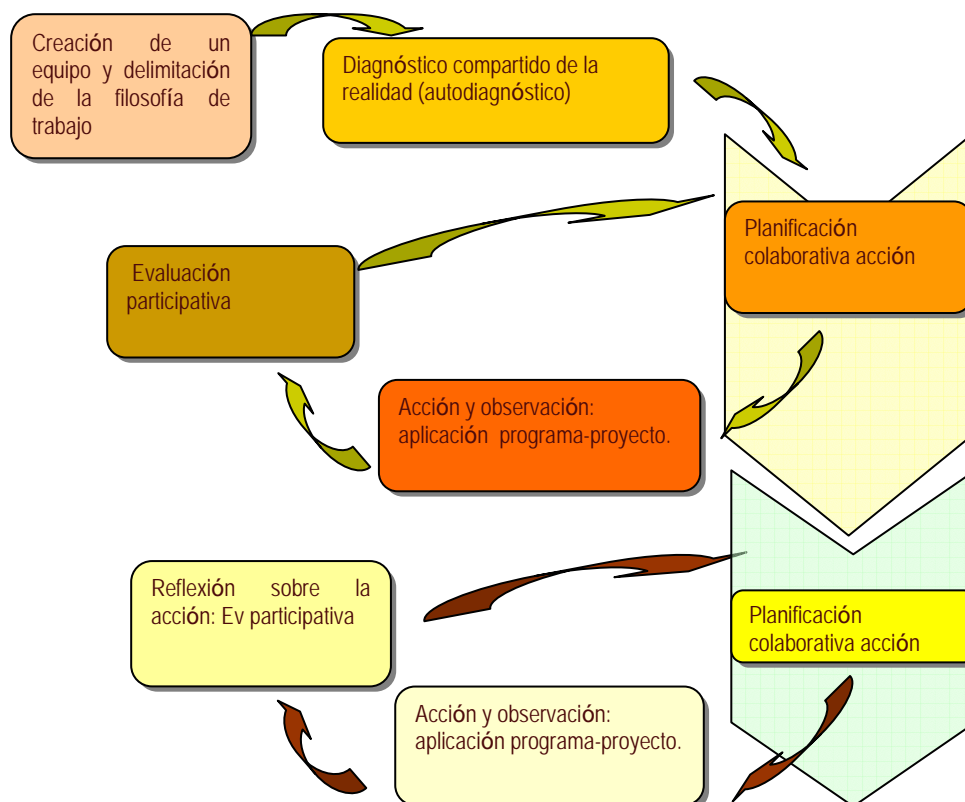 Creación de un
equipo y delimitación
de la filosofía de
trabajo
Diagnóstico compartido de la
realidad (autodiagnóstico)
Planificación
colaborativa acción
Evaluación
participativa
Acción y observación:
aplicación programa-proyecto.
Reflexión sobre la
acción: Ev participativa
Planificación
colaborativa acción
Acción y observación:
aplicación programa-proyecto.